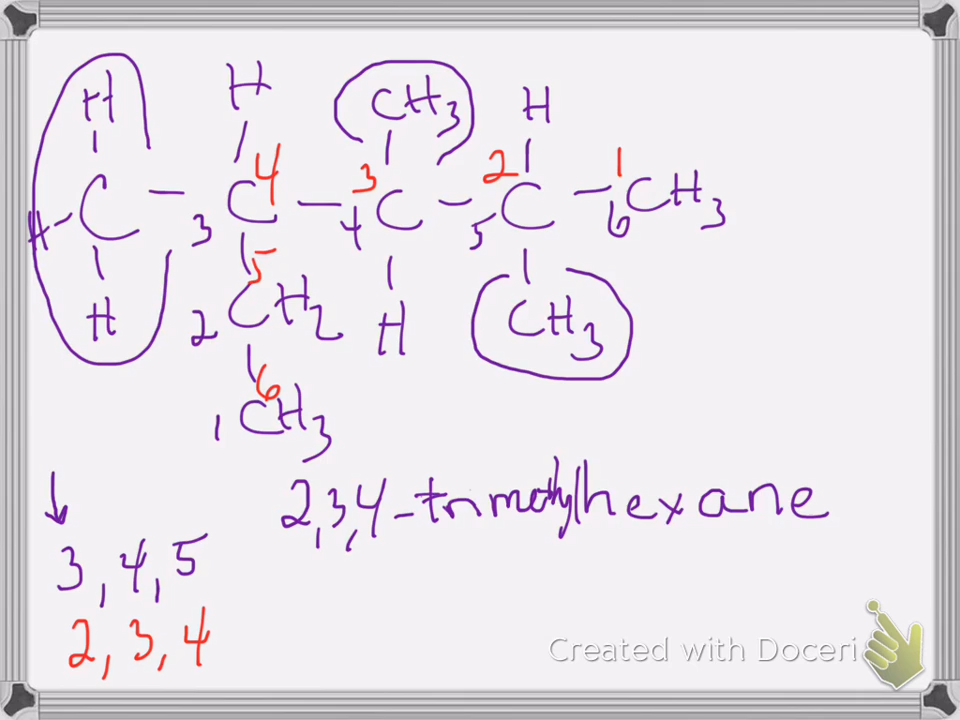 H H CH3 H
4 3 2 1
H - C - 3 C - 4 C - 5 C - 6 CH3
5
H 2 CH2 H CH3
6
1 CH3
2,3,4-trimethylhexane
3, 4, 5
2, 3, 4
Created with Doceri